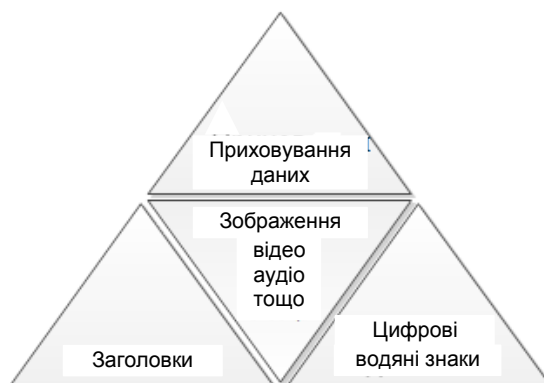 Приховування
даних
Зображення
відео
аудіо
тощо
Заголовки
Цифрові
водяні знаки